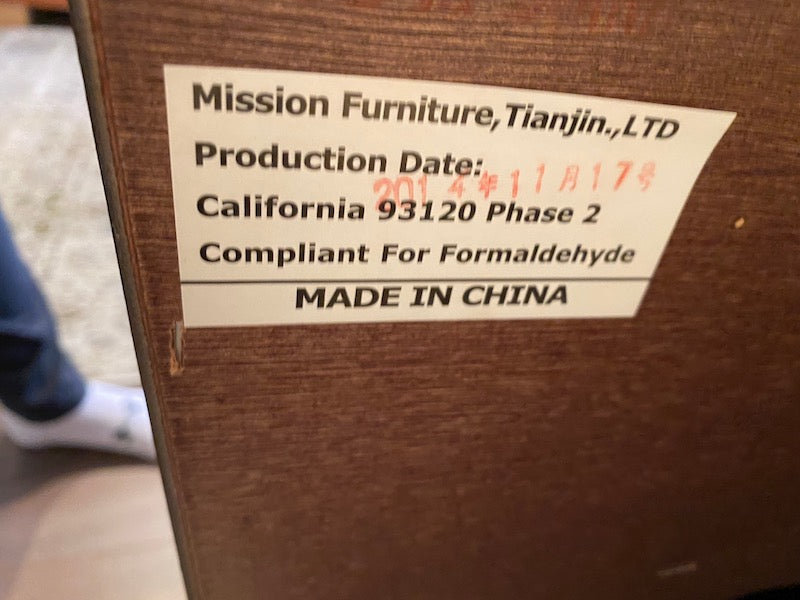 Mission Furniture,Tianjin.,LTD
Production Date:
2014年11月17号
California 93120 Phase 2
Compliant For Formaldehyde
MADE IN CHINA